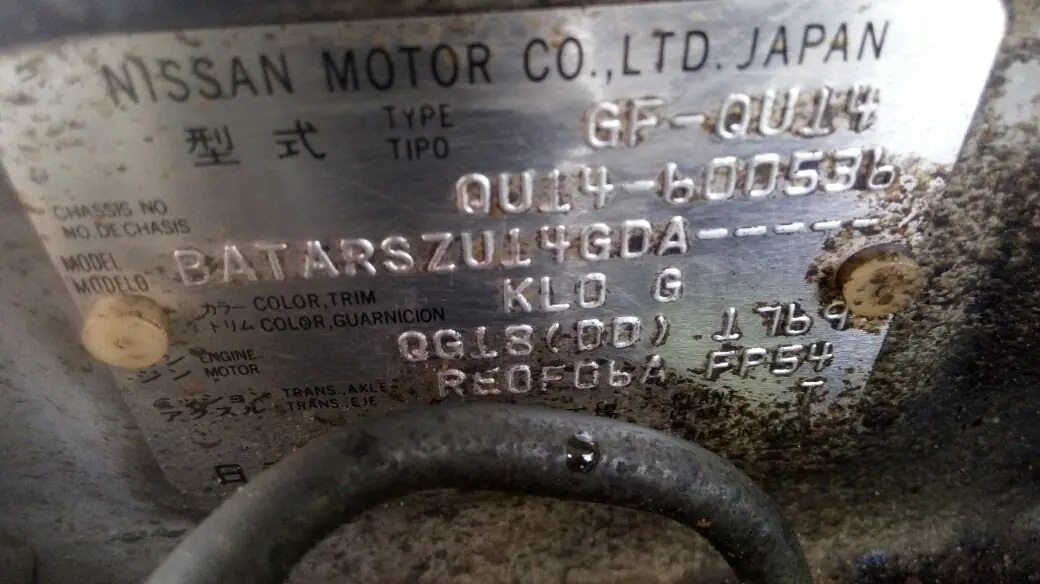 NISSAN MOTOR CO.,LTD. JAPAN
型 式 TYPE TIPO GF-QU14
CHASSIS NO
NO.DE CHASIS QU14-600536
MODEL
MODELO BATARSZU14GDA-----
カラー COLOR,TRIM KL0 G
トリム COLOR,GUARNICION
ENGINE MOTOR QG18(DD) 1769
TRANS.,AXLE TRANS.,EJE RE0F06A FP54
PLANT
日